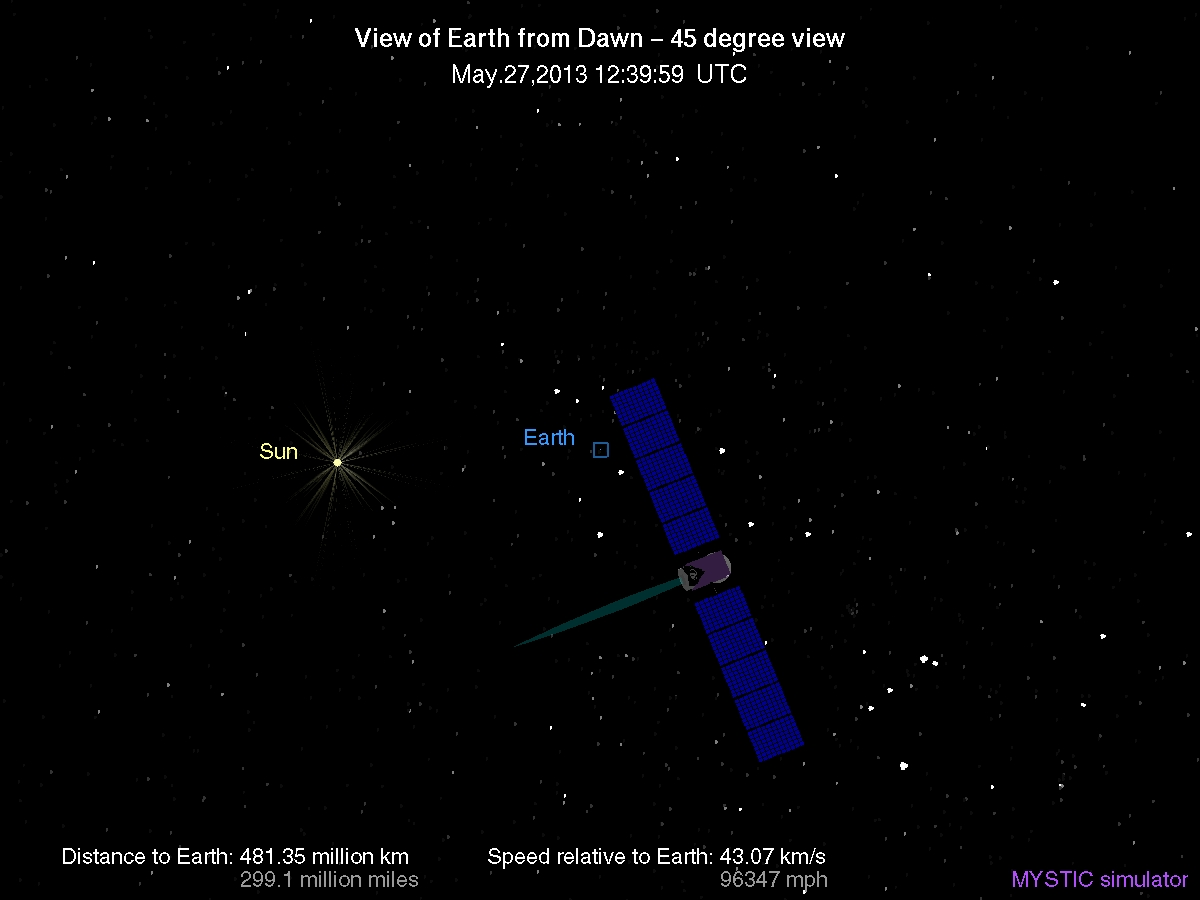 View of Earth from Dawn – 45 degree view
May.27,2013 12:39:59 UTC
Earth
Sun
Distance to Earth: 481.35 million km
299.1 million miles
Speed relative to Earth: 43.07 km/s
96347 mph
MYSTIC simulator